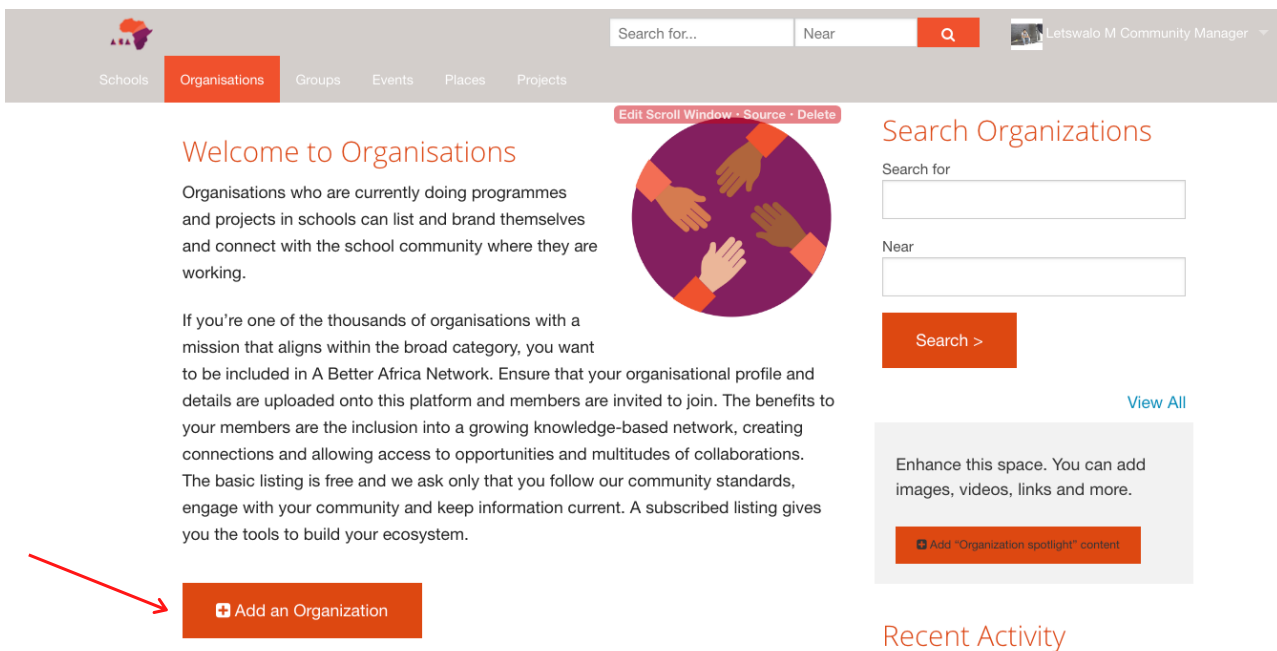 ABA
Search for...
Near
Letswalo M Community Manager
Schools
Organisations
Groups
Events
Places
Projects
Edit Scroll Window • Source • Delete
Welcome to Organisations
Organisations who are currently doing programmes
and projects in schools can list and brand themselves
and connect with the school community where they are
working.
If you're one of the thousands of organisations with a
mission that aligns within the broad category, you want
to be included in A Better Africa Network. Ensure that your organisational profile and
details are uploaded onto this platform and members are invited to join. The benefits to
your members are the inclusion into a growing knowledge-based network, creating
connections and allowing access to opportunities and multitudes of collaborations.
The basic listing is free and we ask only that you follow our community standards,
engage with your community and keep information current. A subscribed listing gives
you the tools to build your ecosystem.
Add an Organization
Search Organizations
Search for
Near
Search >
View All
Enhance this space. You can add
images, videos, links and more.
Add "Organization spotlight" content
Recent Activity